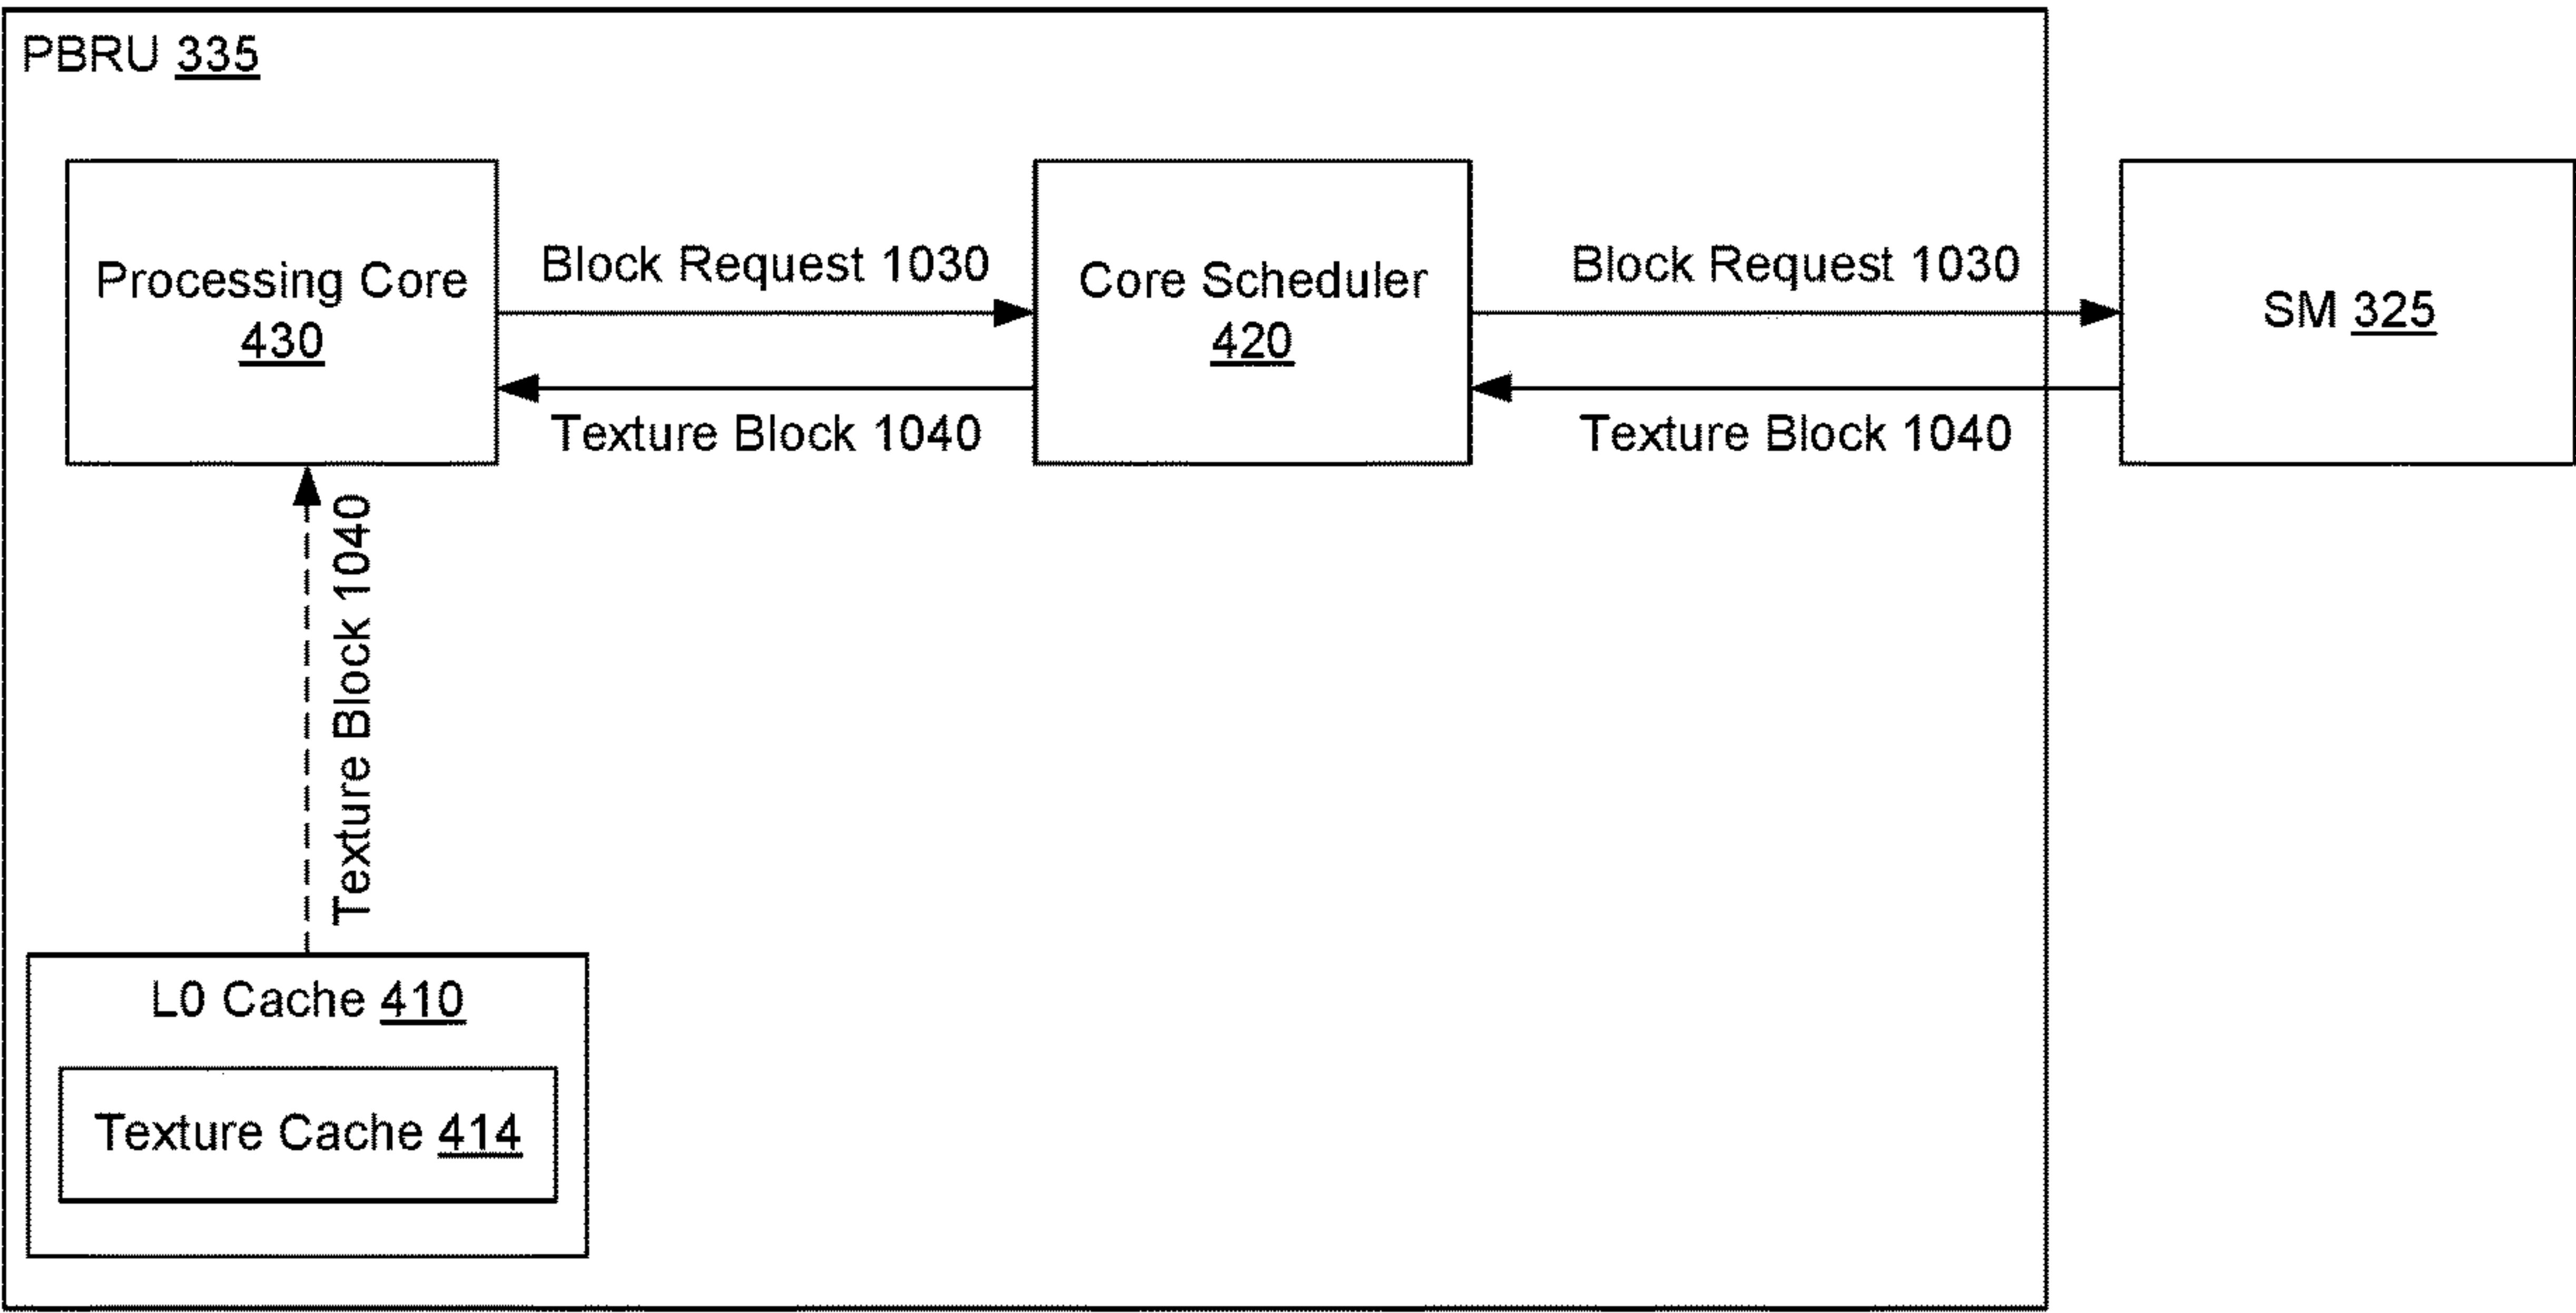 PBRU 335
Processing Core
430
Block Request 1030
Texture Block 1040
Core Scheduler
420
Block Request 1030
Texture Block 1040
SM 325
Texture Block 1040
L0 Cache 410
Texture Cache 414